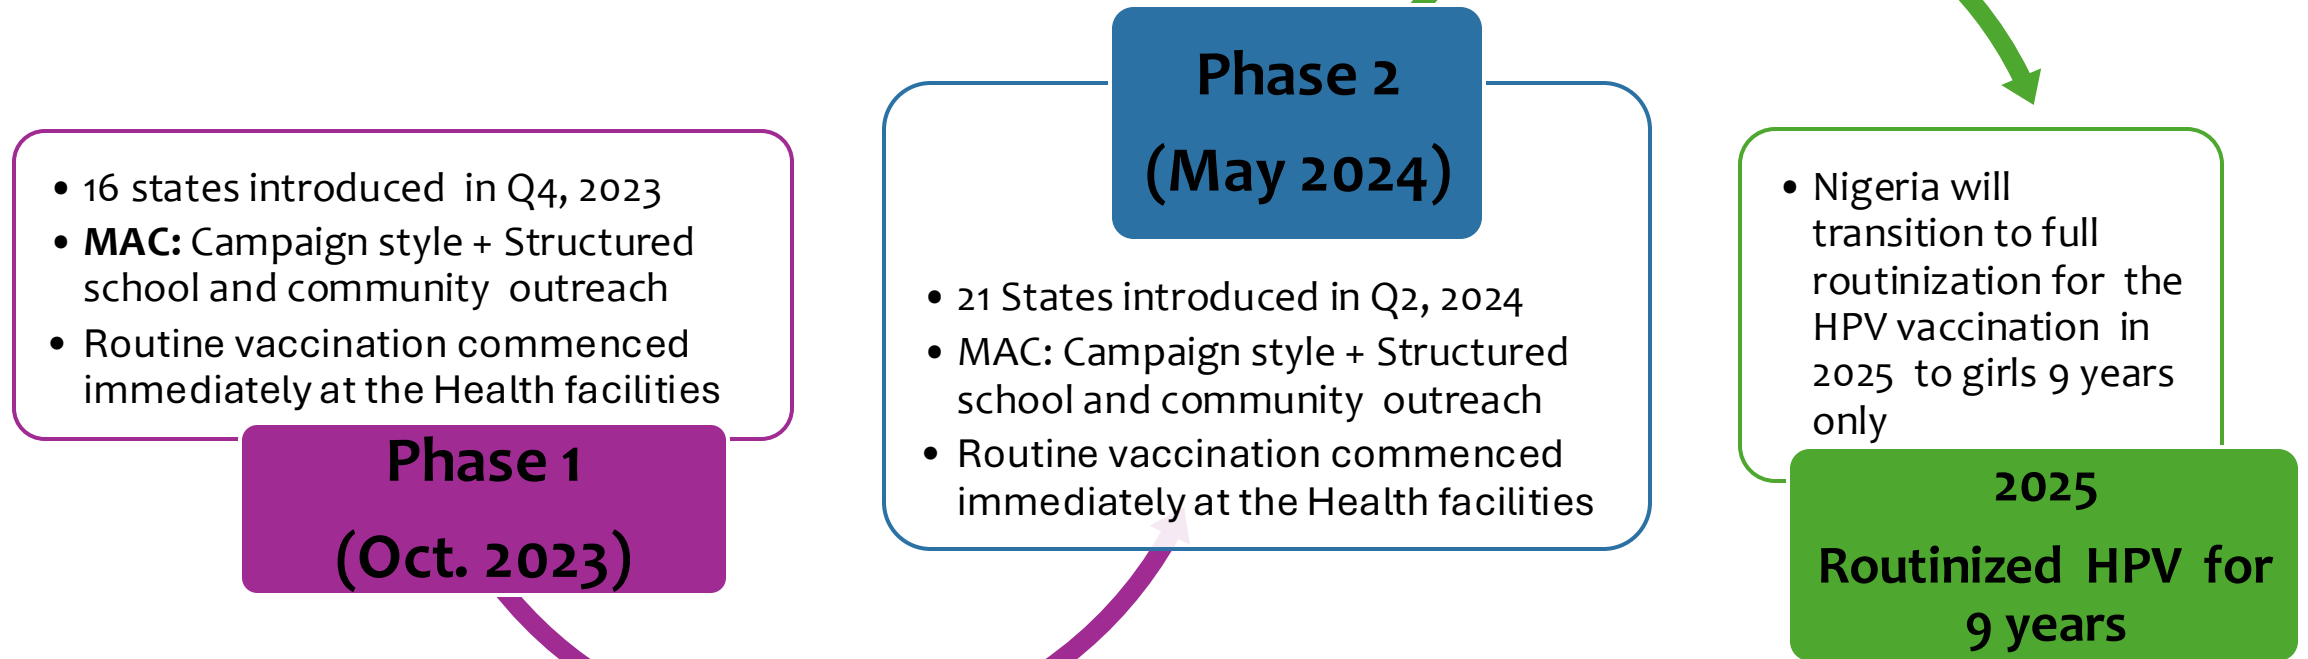 • 16 states introduced in Q4, 2023
• MAC: Campaign style + Structured
school and community outreach
• Routine vaccination commenced
immediately at the Health facilities
Phase 1
(Oct. 2023)
Phase 2
(May 2024)
• 21 States introduced in Q2, 2024
• MAC: Campaign style + Structured
school and community outreach
• Routine vaccination commenced
immediately at the Health facilities
• Nigeria will
transition to full
routinization for the
HPV vaccination in
2025 to girls 9 years
only
2025
Routinized HPV for
9 years